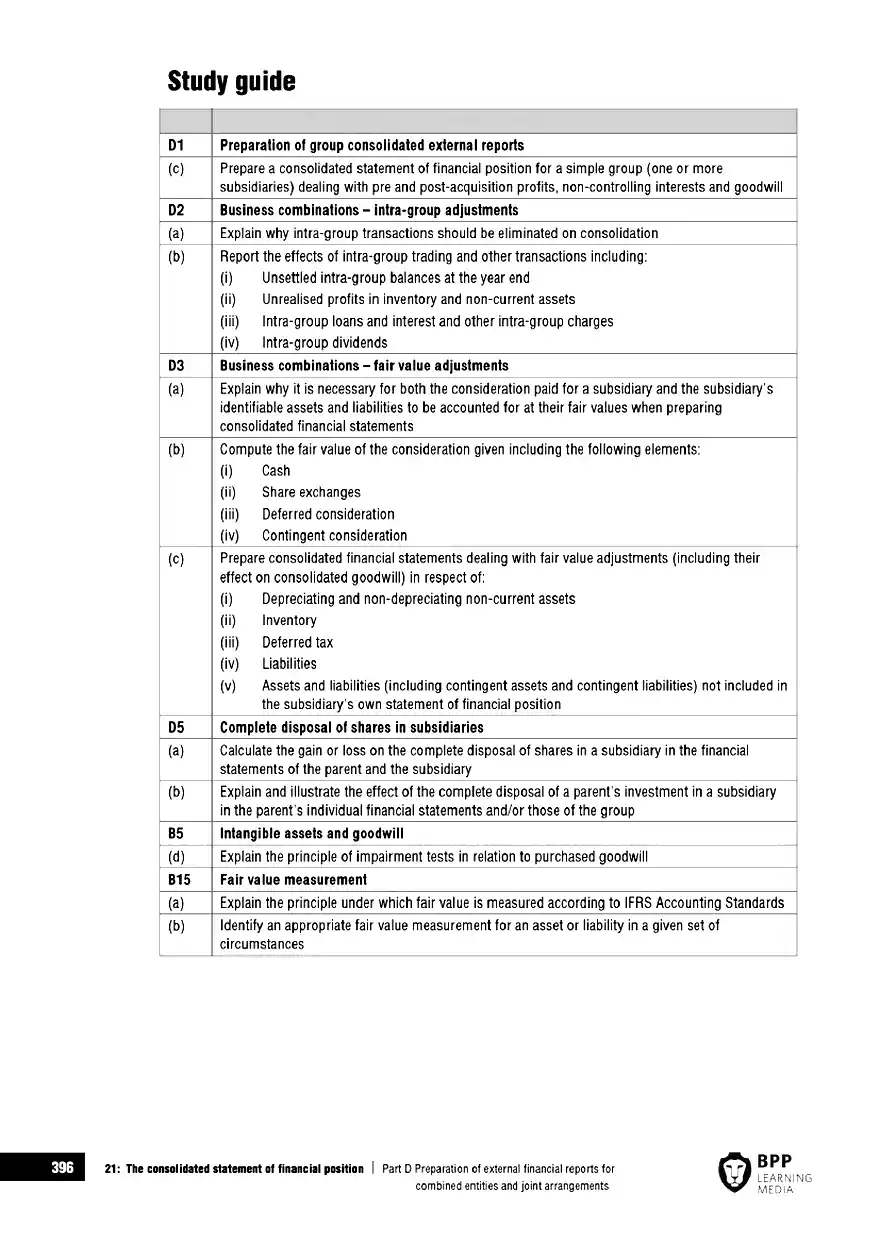 Study guide
D1 Preparation of group consolidated external reports
(c) Prepare a consolidated statement of financial position for a simple group (one or more
subsidiaries) dealing with pre and post-acquisition profits, non-controlling interests and goodwill
D2 Business combinations – intra-group adjustments
(a) Explain why intra-group transactions should be eliminated on consolidation
(b) Report the effects of intra-group trading and other transactions including:
(i) Unsettled intra-group balances at the year end
(ii) Unrealised profits in inventory and non-current assets
(iii) Intra-group loans and interest and other intra-group charges
(iv) Intra-group dividends
D3 Business combinations – fair value adjustments
(a) Explain why it is necessary for both the consideration paid for a subsidiary and the subsidiary's
identifiable assets and liabilities to be accounted for at their fair values when preparing
consolidated financial statements
(b) Compute the fair value of the consideration given including the following elements:
(i) Cash
(ii) Share exchanges
(iii) Deferred consideration
(iv) Contingent consideration
(c) Prepare consolidated financial statements dealing with fair value adjustments (including their
effect on consolidated goodwill) in respect of:
(i) Depreciating and non-depreciating non-current assets
(ii) Inventory
(iii) Deferred tax
(iv) Liabilities
(v) Assets and liabilities (including contingent assets and contingent liabilities) not included in
the subsidiary's own statement of financial position
D5 Complete disposal of shares in subsidiaries
(a) Calculate the gain or loss on the complete disposal of shares in a subsidiary in the financial
statements of the parent and the subsidiary
(b) Explain and illustrate the effect of the complete disposal of a parent's investment in a subsidiary
in the parent's individual financial statements and/or those of the group
B5 Intangible assets and goodwill
(d) Explain the principle of impairment tests in relation to purchased goodwill
B15 Fair value measurement
(a) Explain the principle under which fair value is measured according to IFRS Accounting Standards
(b) Identify an appropriate fair value measurement for an asset or liability in a given set of
circumstances
396 21: The consolidated statement of financial position | Part D Preparation of external financial reports for
combined entities and joint arrangements
BPP
LEARNING
MEDIA